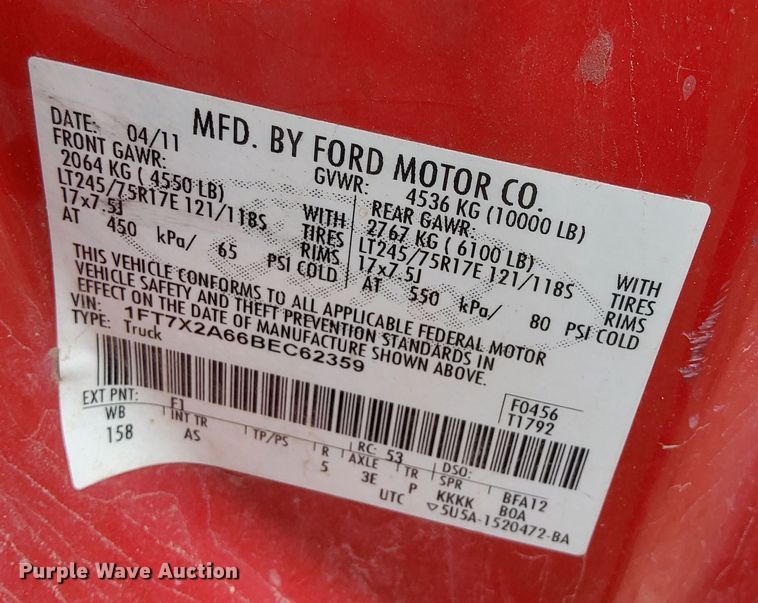 MFD. BY FORD MOTOR CO.
DATE: 04/11
GVWR: 4536 KG (10000 LB)
FRONT GAWR:
2064 KG ( 4550 LB)
LT245/75R17E 121/118S
17x7.5J
AT 450 kPa/ 65 PSI COLD
WITH
TIRES
RIMS
REAR GAWR:
2767 KG ( 6100 LB)
LT245/75R17E 121/118S
17x7.5J
AT 550 kPa/ 80 PSI COLD
WITH
TIRES
RIMS
THIS VEHICLE CONFORMS TO ALL APPLICABLE FEDERAL MOTOR
VEHICLE SAFETY AND THEFT PREVENTION STANDARDS IN
EFFECT ON THE DATE OF MANUFACTURE SHOWN ABOVE.
VIN: 1FT7X2A66BEC62359
TYPE: Truck
F0456
T1792
EXT PNT: F1 RC: 53 DSO:
WB INT TR TP/PS R AXLE TR SPR BFA12
158 AS 5 3E P KKKK B0A
UTC ▽5U5A-1520472-BA
Purple Wave Auction